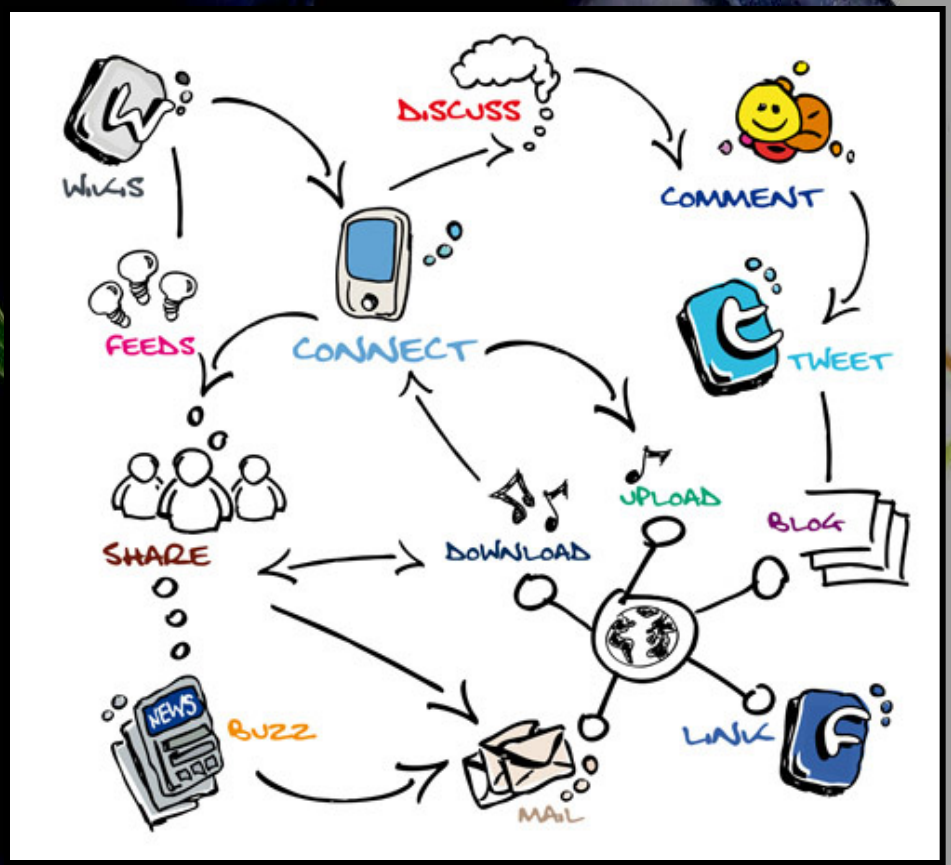 W
WiKiS
DiSCUSS
COMMENT
FEEDS
CONNECT
t
TWEET
UPLOAD
BLOG
SHARE
DOWNLOAD
NEWS
BUZZ
LINK
F
MAiL